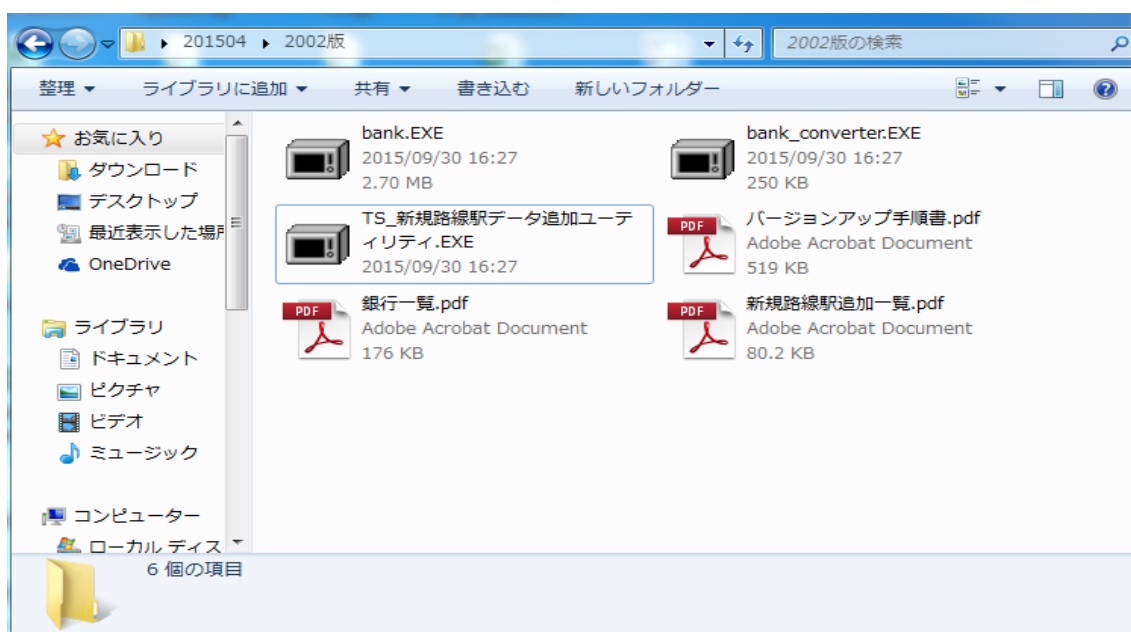 201504 ▸ 2002版
2002版の検索
整理 ライブラリに追加 共有 書き込む 新しいフォルダー
お気に入り
ダウンロード
デスクトップ
最近表示した場所
OneDrive
ライブラリ
ドキュメント
ピクチャ
ビデオ
ミュージック
コンピューター
ローカル ディス
bank.EXE
2015/09/30 16:27
2.70 MB
bank_converter.EXE
2015/09/30 16:27
250 KB
TS_新規路線駅データ追加ユーテ
ィリティ.EXE
2015/09/30 16:27
PDF
バージョンアップ手順書.pdf
Adobe Acrobat Document
519 KB
PDF
銀行一覧.pdf
Adobe Acrobat Document
176 KB
PDF
新規路線駅追加一覧.pdf
Adobe Acrobat Document
80.2 KB
6 個の項目